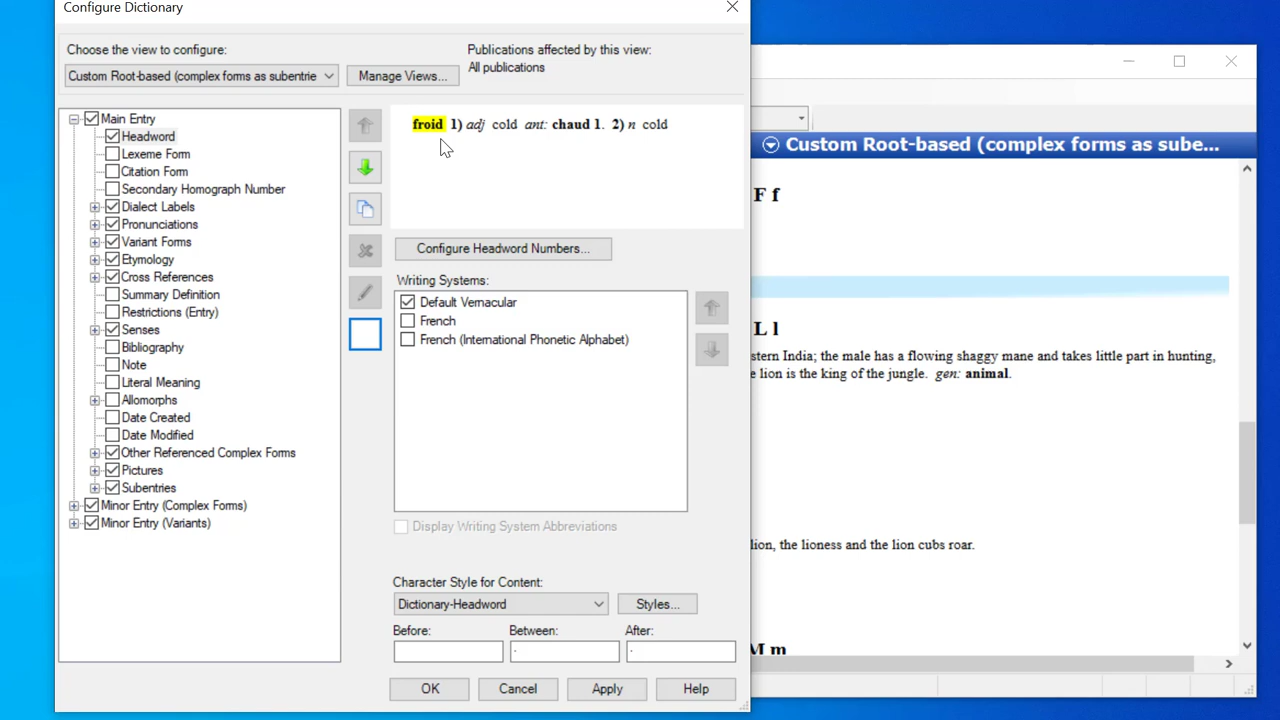 Configure Dictionary
Choose the view to configure:
Custom Root-based (complex forms as subentrie
Manage Views...
Publications affected by this view:
All publications
Main Entry
Headword
Lexeme Form
Citation Form
Secondary Homograph Number
Dialect Labels
Pronunciations
Variant Forms
Etymology
Cross References
Summary Definition
Restrictions (Entry)
Senses
Bibliography
Note
Literal Meaning
Allomorphs
Date Created
Date Modified
Other Referenced Complex Forms
Pictures
Subentries
Minor Entry (Complex Forms)
Minor Entry (Variants)
froid 1) adj cold ant: chaud 1. 2) n cold
Configure Headword Numbers...
Writing Systems:
Default Vernacular
French
French (International Phonetic Alphabet)
Display Writing System Abbreviations
Character Style for Content:
Dictionary-Headword
Styles...
Before:
Between:
After:
OK
Cancel
Apply
Help
Custom Root-based (complex forms as sube...
F f
L l
stern India; the male has a flowing shaggy mane and takes little part in hunting,
e lion is the king of the jungle. gen: animal.
lion, the lioness and the lion cubs roar.
M m